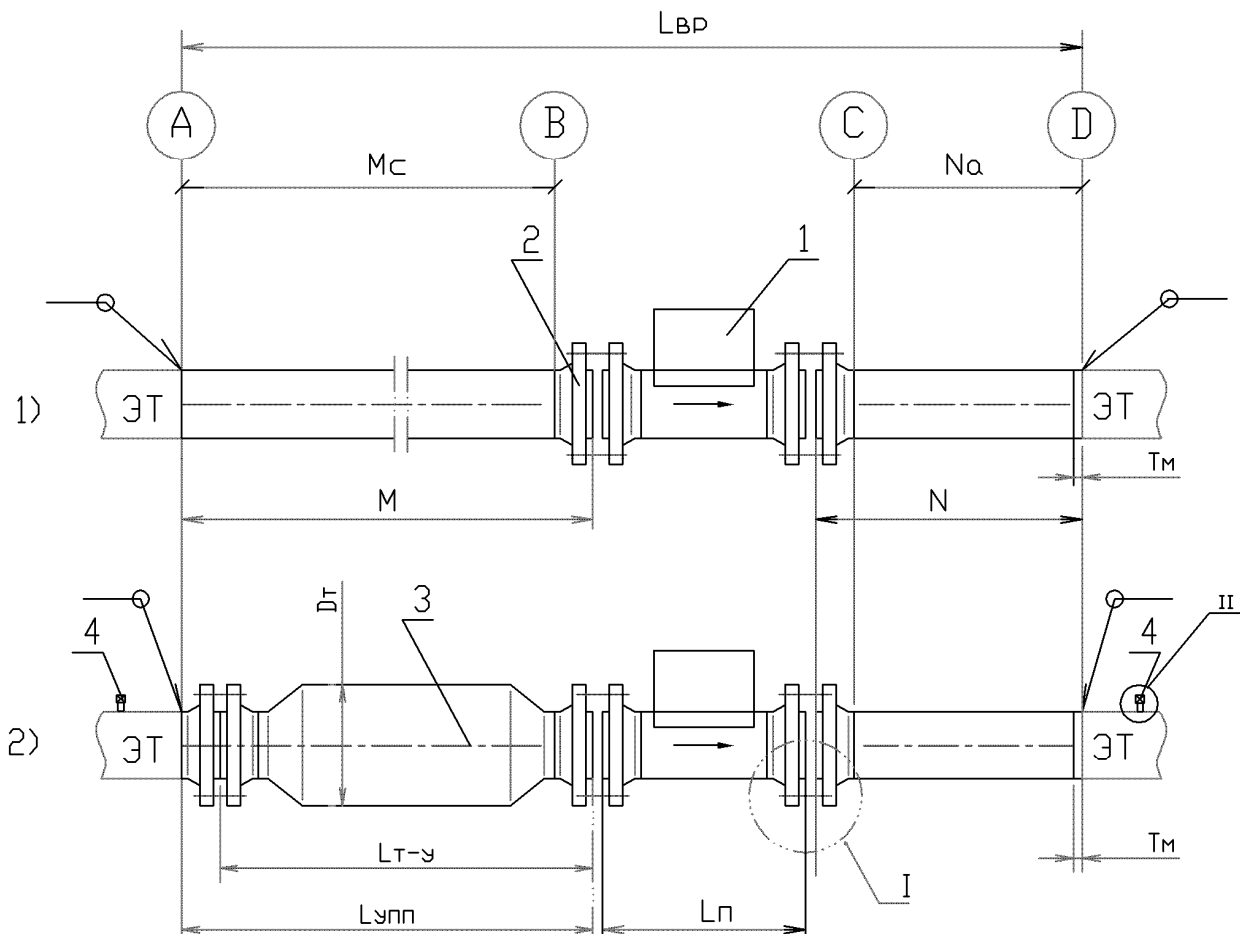 Lвр
A B C D
Mc Na
2 1
1) ЭТ ЭТ
Tм
M N
Dт 3 II
4 4
2) ЭТ ЭТ
Lт-у Tм
I
Lупп Lп